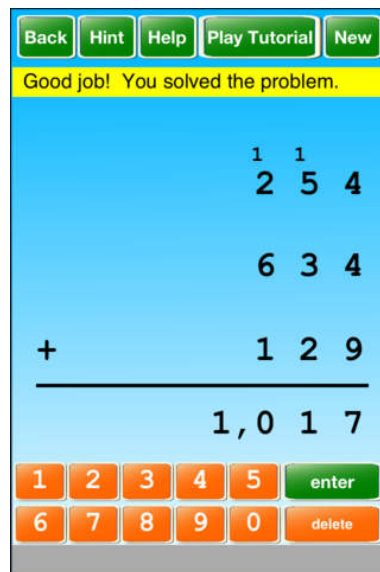 Back Hint Help Play Tutorial New
Good job! You solved the problem.
1 1
2 5 4
6 3 4
+ 1 2 9
1,0 1 7
1 2 3 4 5 enter
6 7 8 9 0 delete